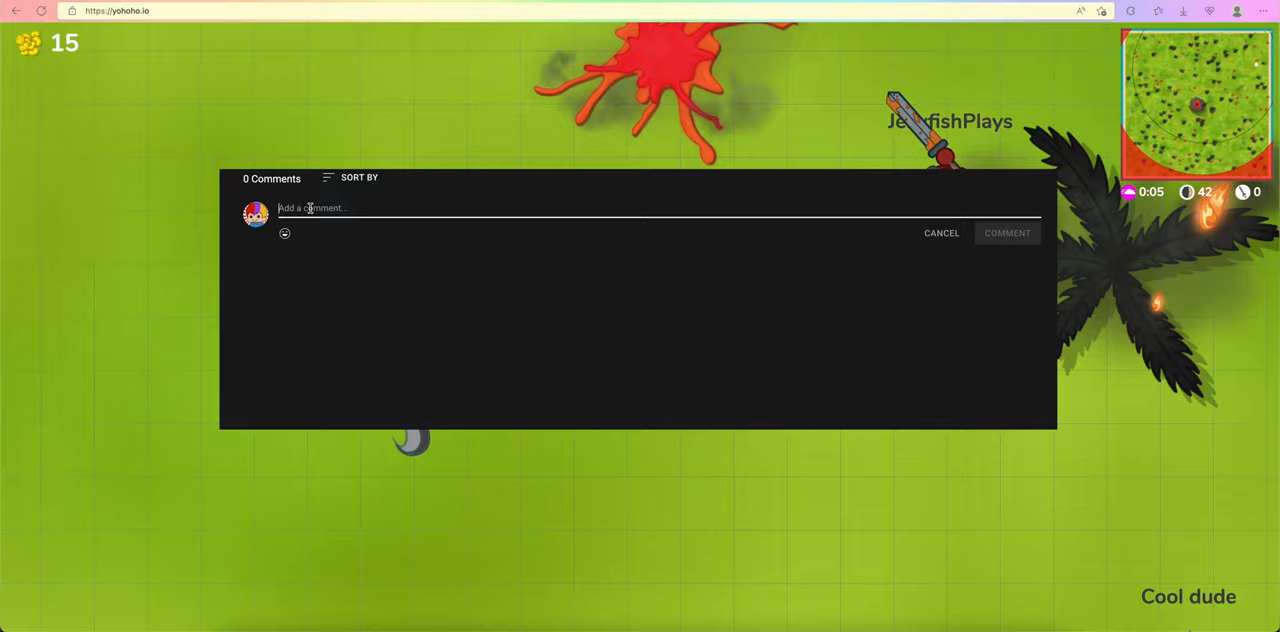 https://yohoho.io
15
JellyfishPlays
0:05 42 0
0 Comments SORT BY
Add a comment...
CANCEL COMMENT
Cool dude